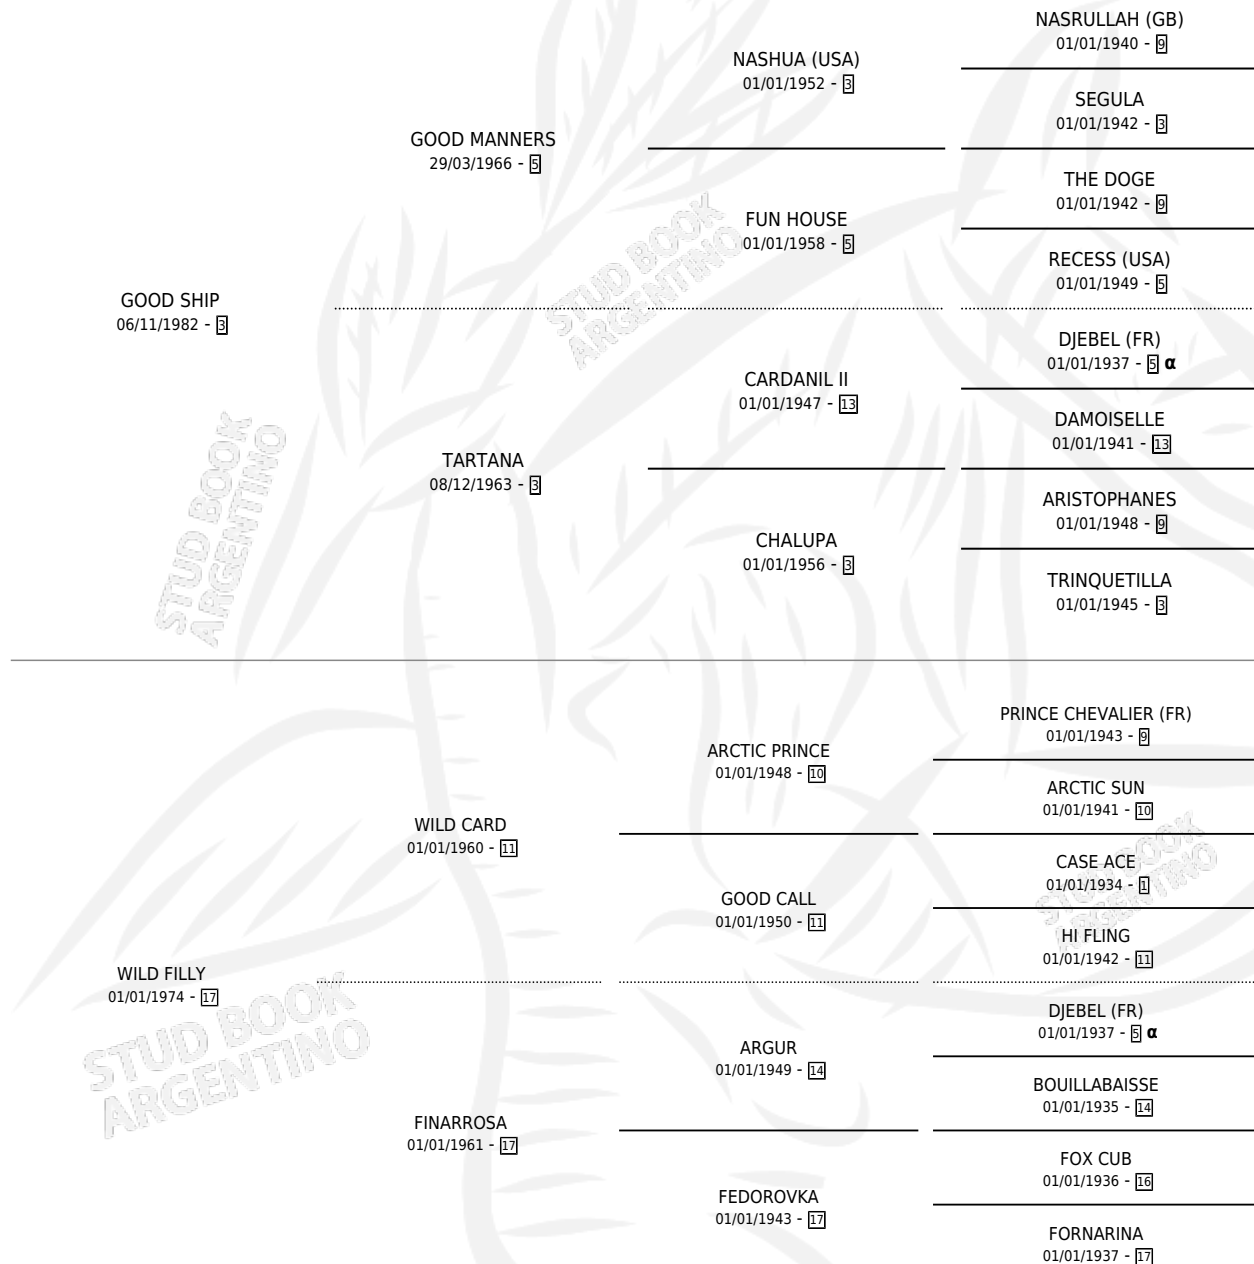 NASRULLAH (GB)
01/01/1940 - 9
NASHUA (USA)
01/01/1952 - 3
SEGULA
01/01/1942 - 3
GOOD MANNERS
29/03/1966 - 5
THE DOGE
01/01/1942 - 9
FUN HOUSE
01/01/1958 - 5
RECESS (USA)
01/01/1949 - 5
GOOD SHIP
06/11/1982 - 3
DJEBEL (FR)
01/01/1937 - 5 α
CARDANIL II
01/01/1947 - 13
DAMOISELLE
01/01/1941 - 13
TARTANA
08/12/1963 - 3
ARISTOPHANES
01/01/1948 - 9
CHALUPA
01/01/1956 - 3
TRINQUETILLA
01/01/1945 - 3
PRINCE CHEVALIER (FR)
01/01/1943 - 9
ARCTIC PRINCE
01/01/1948 - 10
ARCTIC SUN
01/01/1941 - 10
WILD CARD
01/01/1960 - 11
CASE ACE
01/01/1934 - 1
GOOD CALL
01/01/1950 - 11
HI FLING
01/01/1942 - 11
WILD FILLY
01/01/1974 - 17
DJEBEL (FR)
01/01/1937 - 5 α
ARGUR
01/01/1949 - 14
BOUILLABAISSE
01/01/1935 - 14
FINARROSA
01/01/1961 - 17
FOX CUB
01/01/1936 - 16
FEDOROVKA
01/01/1943 - 17
FORNARINA
01/01/1937 - 17
STUD BOOK
ARGENTINO
STUD BOOK
ARGENTINO
STUD BOOK
ARGENTINO
STUD BOOK
ARGENTINO